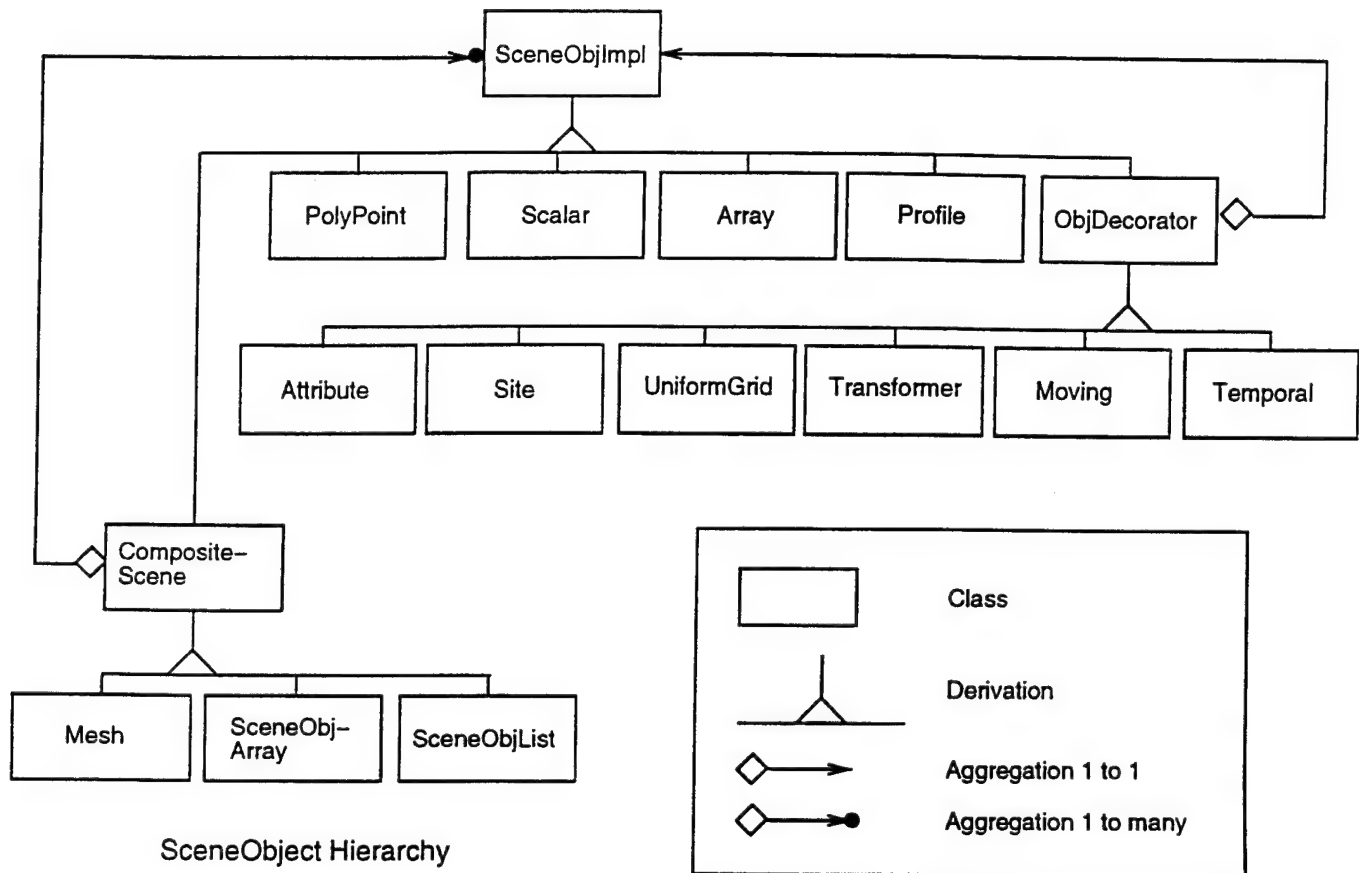 SceneObjImpl
PolyPoint
Scalar
Array
Profile
ObjDecorator
Attribute
Site
UniformGrid
Transformer
Moving
Temporal
Composite–
Scene
Mesh
SceneObj–
Array
SceneObjList
SceneObject Hierarchy
Class
Derivation
Aggregation 1 to 1
Aggregation 1 to many